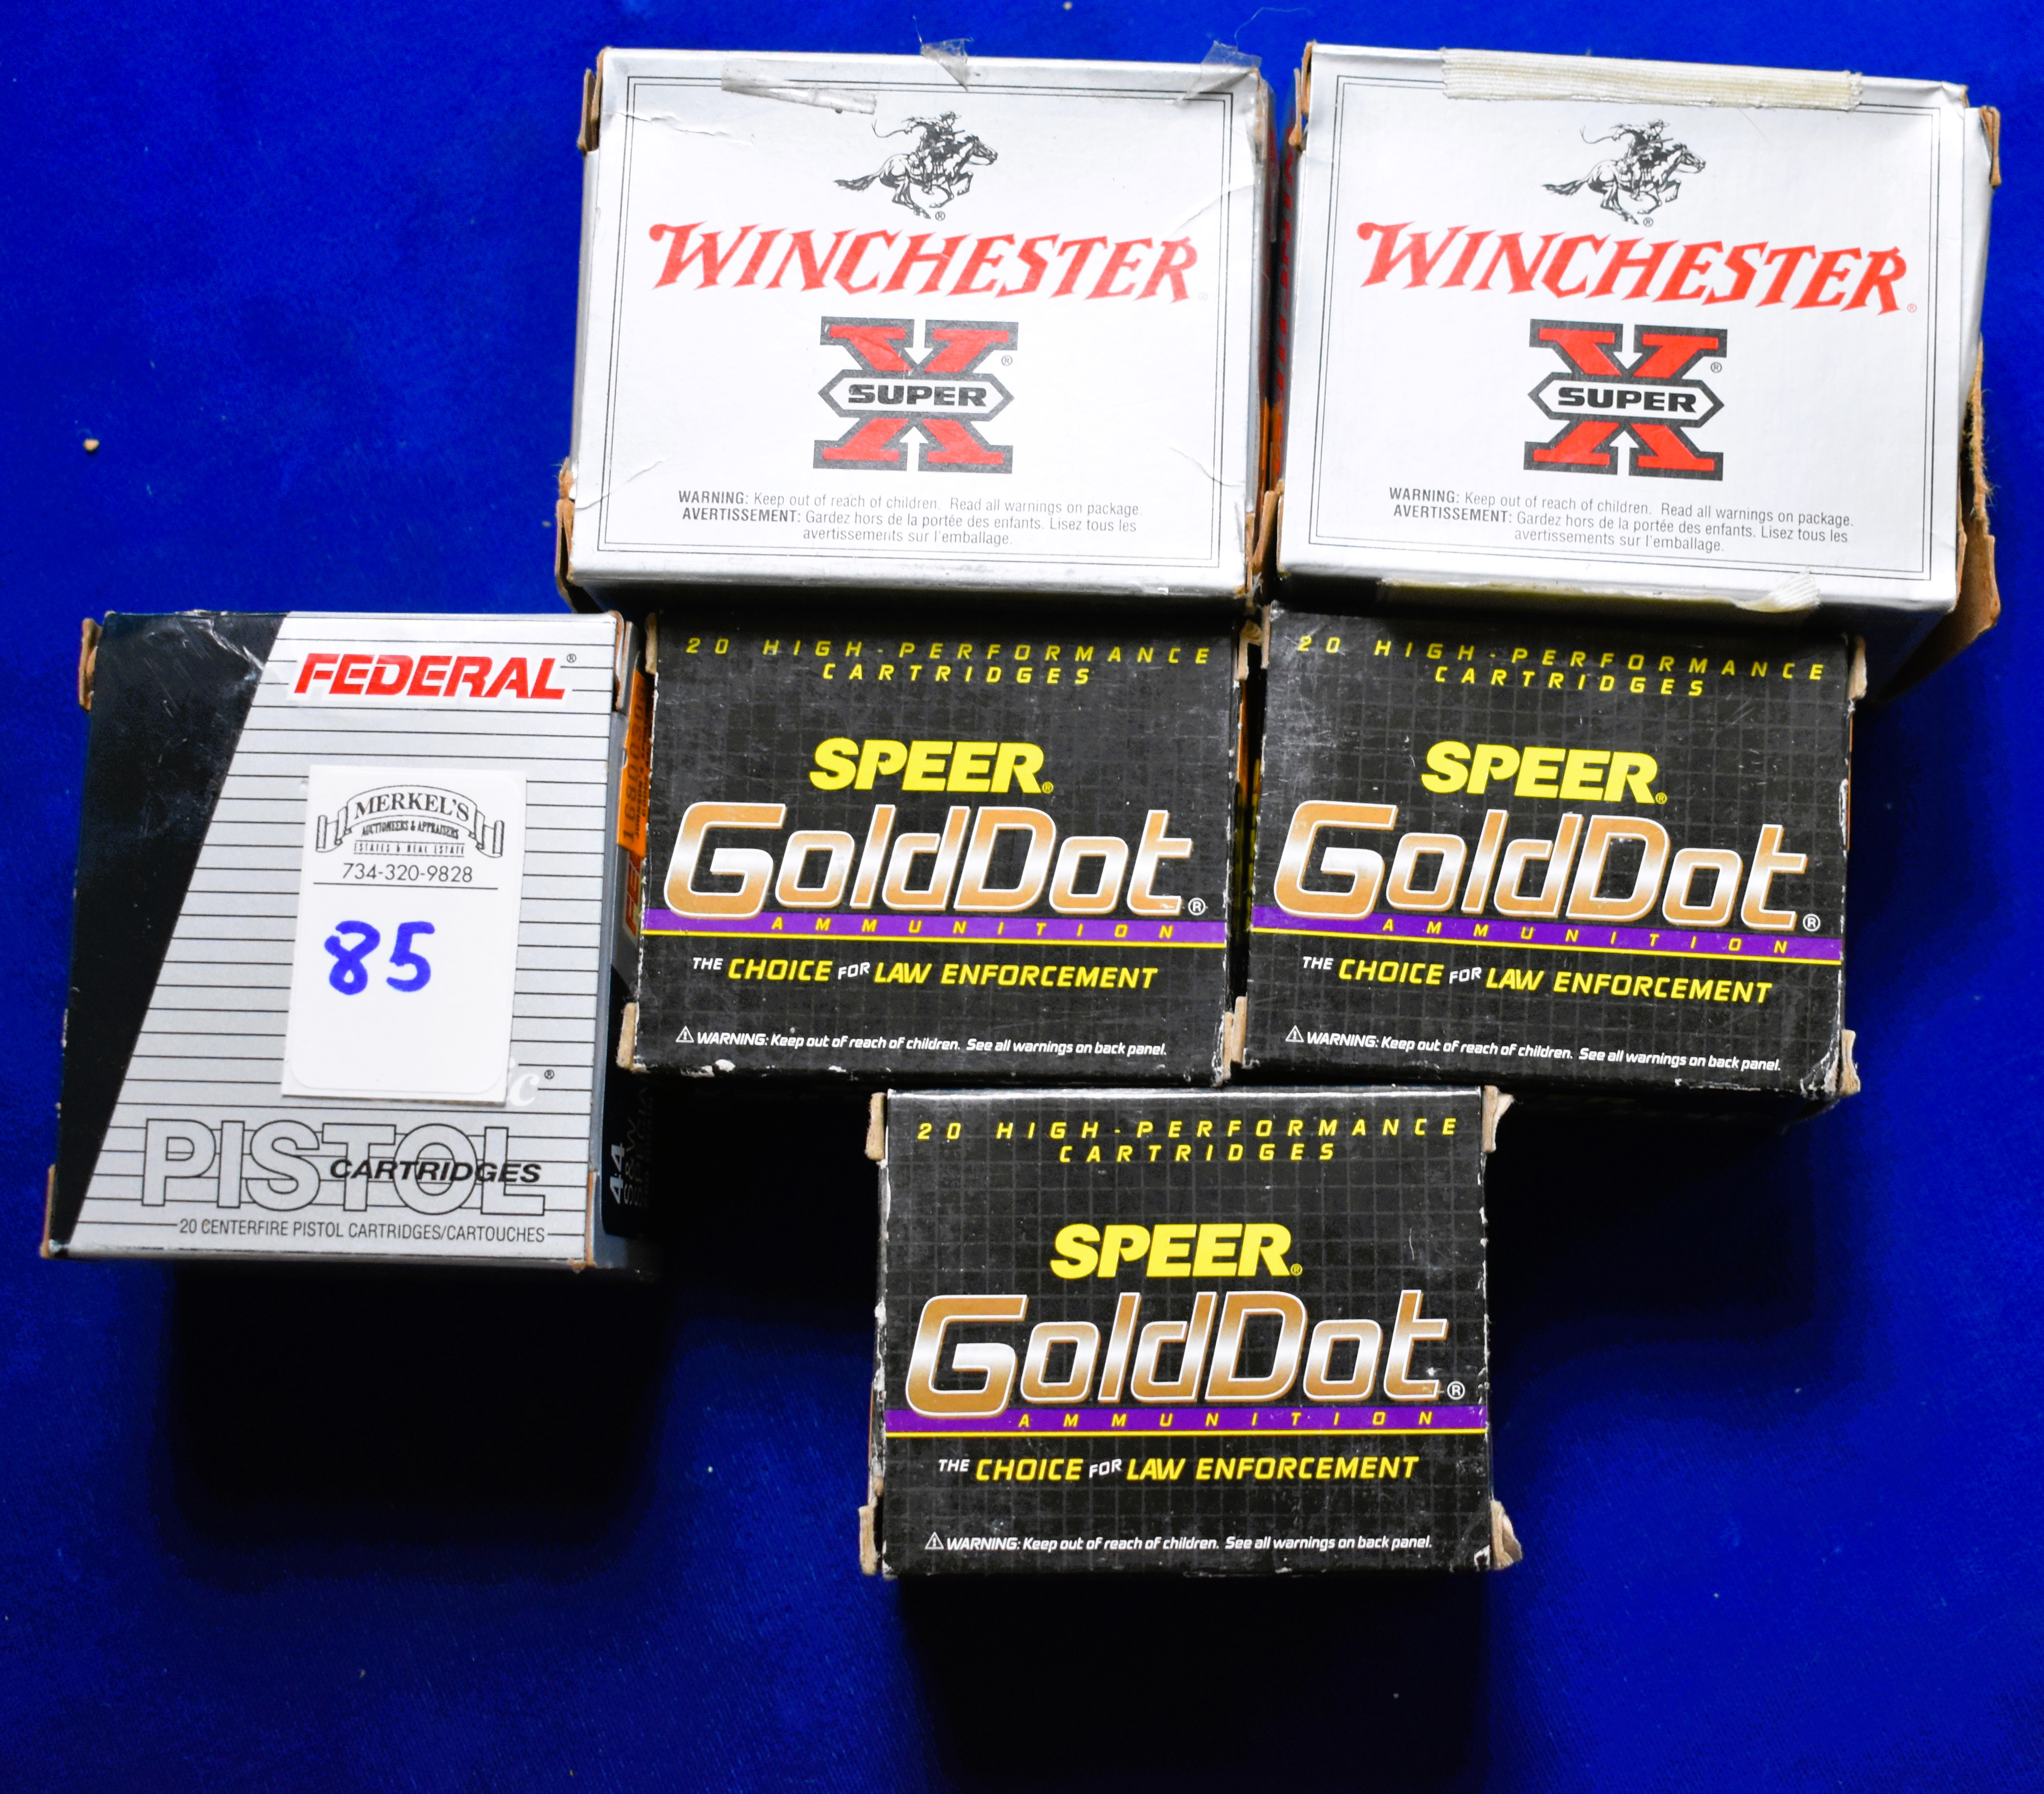 WINCHESTER®
X®
SUPER
WARNING: Keep out of reach of children. Read all warnings on package.
AVERTISSEMENT: Gardez hors de la portée des enfants. Lisez tous les
avertissements sur l'emballage.
WINCHESTER®
X®
SUPER
WARNING: Keep out of reach of children. Read all warnings on package.
AVERTISSEMENT: Gardez hors de la portée des enfants. Lisez tous les
avertissements sur l'emballage.
FEDERAL®
MERKEL'S
AUCTIONEERS & APPRAISERS
ESTATES & REAL ESTATE
734-320-9828
85
ic®
PISTOL
CARTRIDGES
20 CENTERFIRE PISTOL CARTRIDGES/CARTOUCHES
44
20 HIGH-PERFORMANCE
CARTRIDGES
SPEER®
GoldDot®
AMMUNITION
THE CHOICE FOR LAW ENFORCEMENT
⚠ WARNING: Keep out of reach of children. See all warnings on back panel.
20 HIGH-PERFORMANCE
CARTRIDGES
SPEER®
GoldDot®
AMMUNITION
THE CHOICE FOR LAW ENFORCEMENT
⚠ WARNING: Keep out of reach of children. See all warnings on back panel.
20 HIGH-PERFORMANCE
CARTRIDGES
SPEER®
GoldDot®
AMMUNITION
THE CHOICE FOR LAW ENFORCEMENT
⚠ WARNING: Keep out of reach of children. See all warnings on back panel.